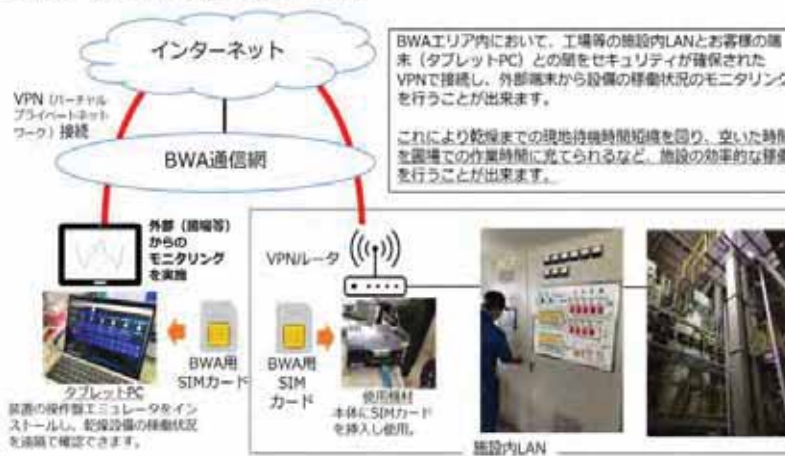 インターネット
BWAエリア内において、工場等の施設内LANとお客様の端
末（タブレットPC）との間をセキュリティが確保された
VPNで接続し、外部端末から設備の稼働状況のモニタリング
を行うことが出来ます。
これにより乾燥までの現地待機時間短縮を図り、空いた時間
を圃場での作業時間に充てられるなど、施設の効率的な稼働
を行うことが出来ます。
VPN（バーチャル
プライベートネット
ワーク）接続
BWA通信網
外部（圃場等）
からの
モニタリング
を実施
VPNルータ
BWA用
SIMカード
BWA用
SIM
カード
タブレットPC
装置の操作盤エミュレータをイン
ストールし、乾燥設備の稼働状況
を遠隔で確認できます。
使用機材
本体にSIMカード
を挿入し使用。
施設内LAN